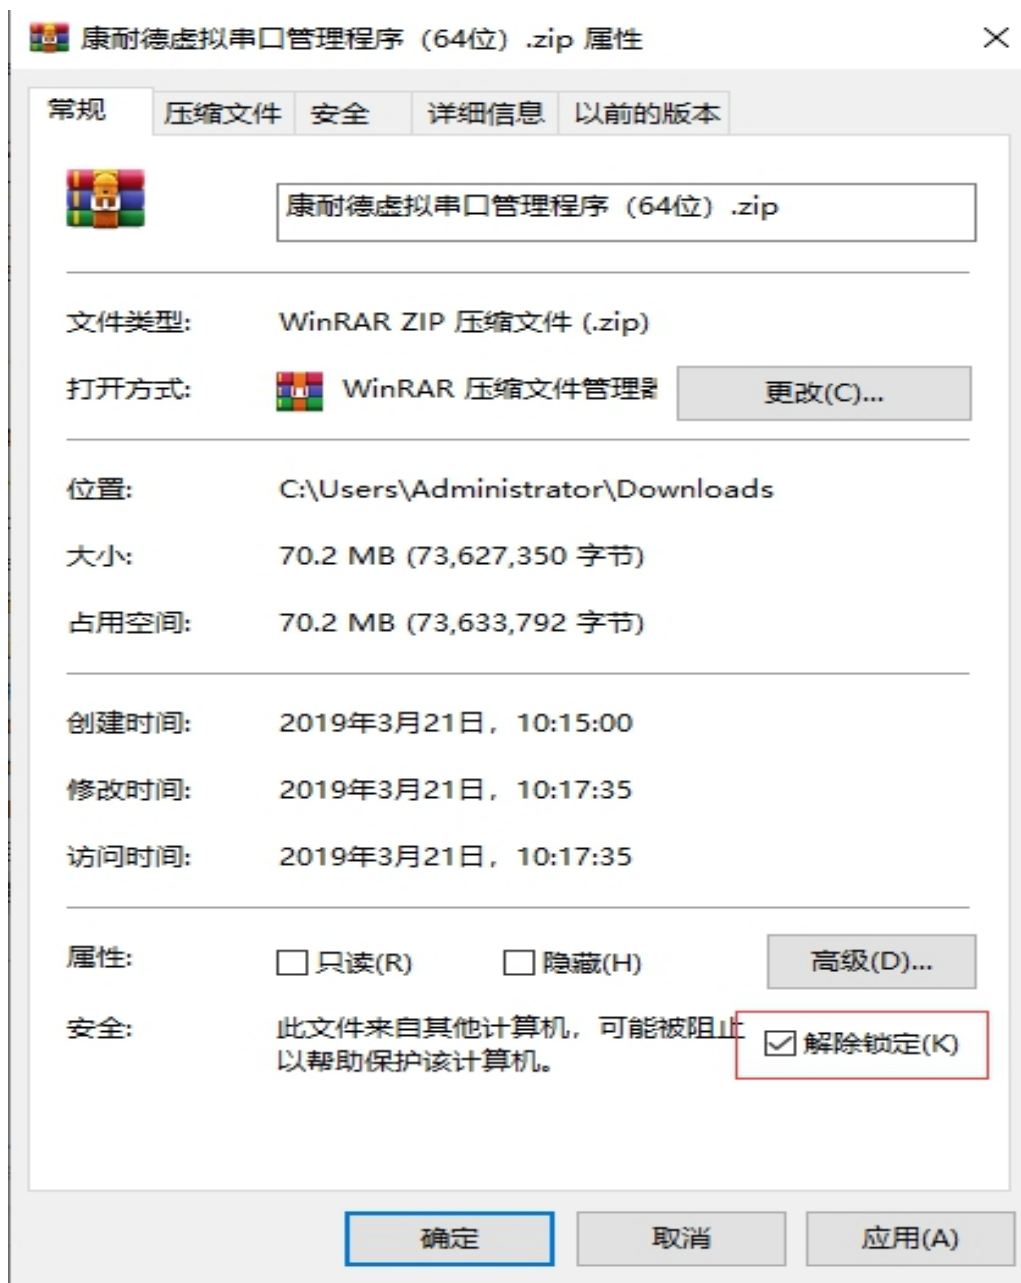 康耐德虚拟串口管理程序（64位）.zip 属性
常规 压缩文件 安全 详细信息 以前的版本
康耐德虚拟串口管理程序（64位）.zip
文件类型: WinRAR ZIP 压缩文件 (.zip)
打开方式: WinRAR 压缩文件管理器 更改(C)...
位置: C:\Users\Administrator\Downloads
大小: 70.2 MB (73,627,350 字节)
占用空间: 70.2 MB (73,633,792 字节)
创建时间: 2019年3月21日，10:15:00
修改时间: 2019年3月21日，10:17:35
访问时间: 2019年3月21日，10:17:35
属性: 只读(R) 隐藏(H) 高级(D)...
安全: 此文件来自其他计算机，可能被阻止
以帮助保护该计算机。 解除锁定(K)
确定 取消 应用(A)